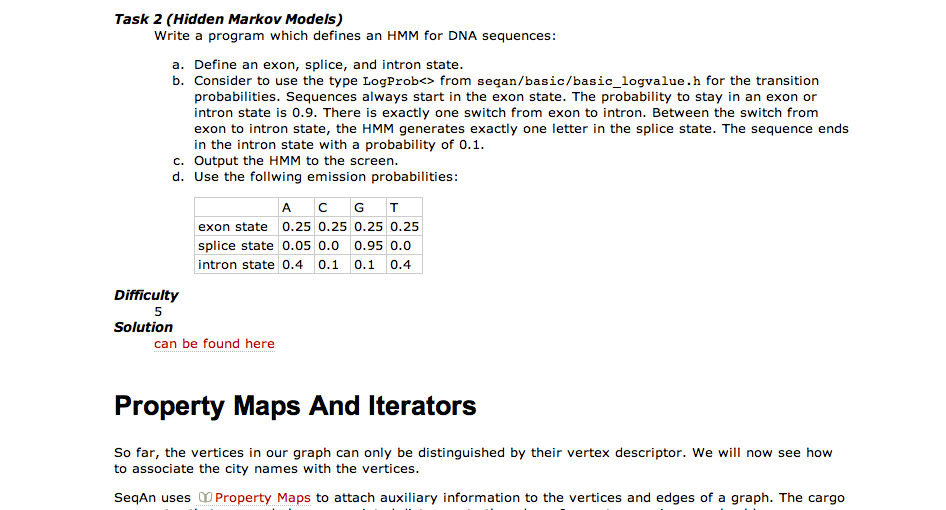 Task 2 (Hidden Markov Models)
Write a program which defines an HMM for DNA sequences:
a. Define an exon, splice, and intron state.
b. Consider to use the type LogProb<> from seqan/basic/basic_logvalue.h for the transition
probabilities. Sequences always start in the exon state. The probability to stay in an exon or
intron state is 0.9. There is exactly one switch from exon to intron. Between the switch from
exon to intron state, the HMM generates exactly one letter in the splice state. The sequence ends
in the intron state with a probability of 0.1.
c. Output the HMM to the screen.
d. Use the follwing emission probabilities:
A C G T
exon state 0.25 0.25 0.25 0.25
splice state 0.05 0.0 0.95 0.0
intron state 0.4 0.1 0.1 0.4
Difficulty
5
Solution
can be found here
Property Maps And Iterators
So far, the vertices in our graph can only be distinguished by their vertex descriptor. We will now see how
to associate the city names with the vertices.
SeqAn uses Property Maps to attach auxiliary information to the vertices and edges of a graph. The cargo